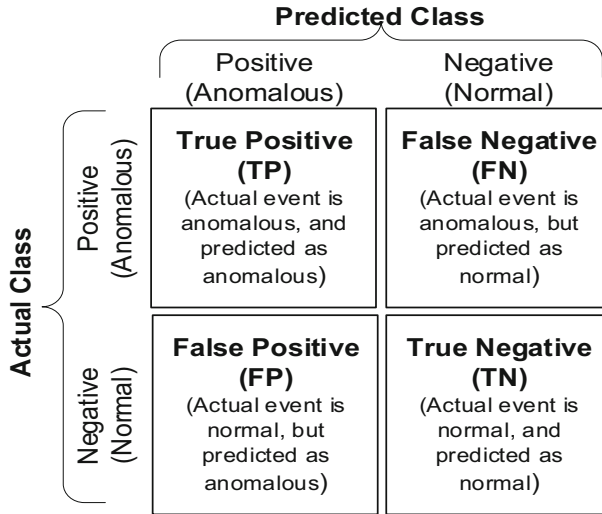 Predicted Class
Positive
(Anomalous)
Negative
(Normal)
Actual Class
Positive
(Anomalous)
True Positive
(TP)
(Actual event is
anomalous, and
predicted as
anomalous)
False Negative
(FN)
(Actual event is
anomalous, but
predicted as
normal)
Negative
(Normal)
False Positive
(FP)
(Actual event is
normal, but
predicted as
anomalous)
True Negative
(TN)
(Actual event is
normal, and
predicted as
normal)